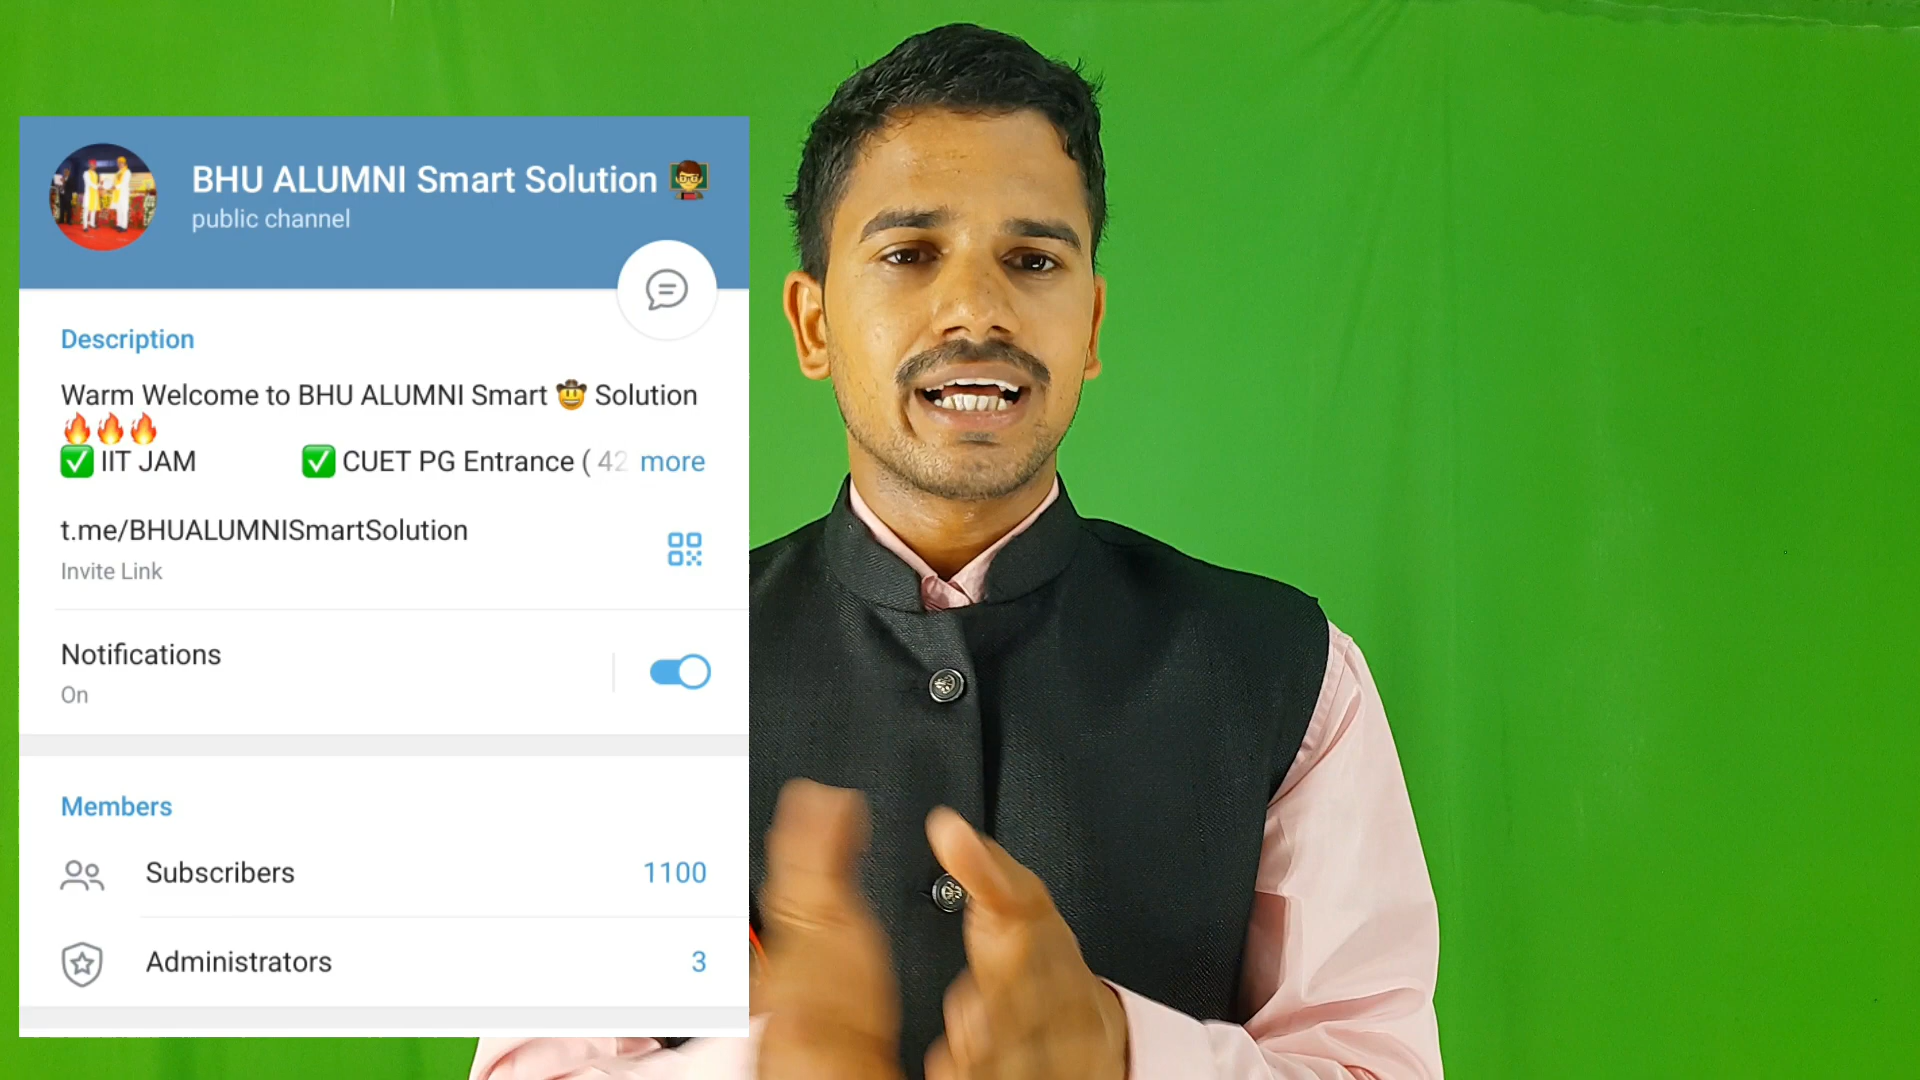 BHU ALUMNI Smart Solution 👨‍🏫
public channel
Description
Warm Welcome to BHU ALUMNI Smart 🤠 Solution
🔥🔥🔥
✅ IIT JAM ✅ CUET PG Entrance ( 42 more
t.me/BHUALUMNISmartSolution
Invite Link
Notifications
On
Members
Subscribers 1100
Administrators 3